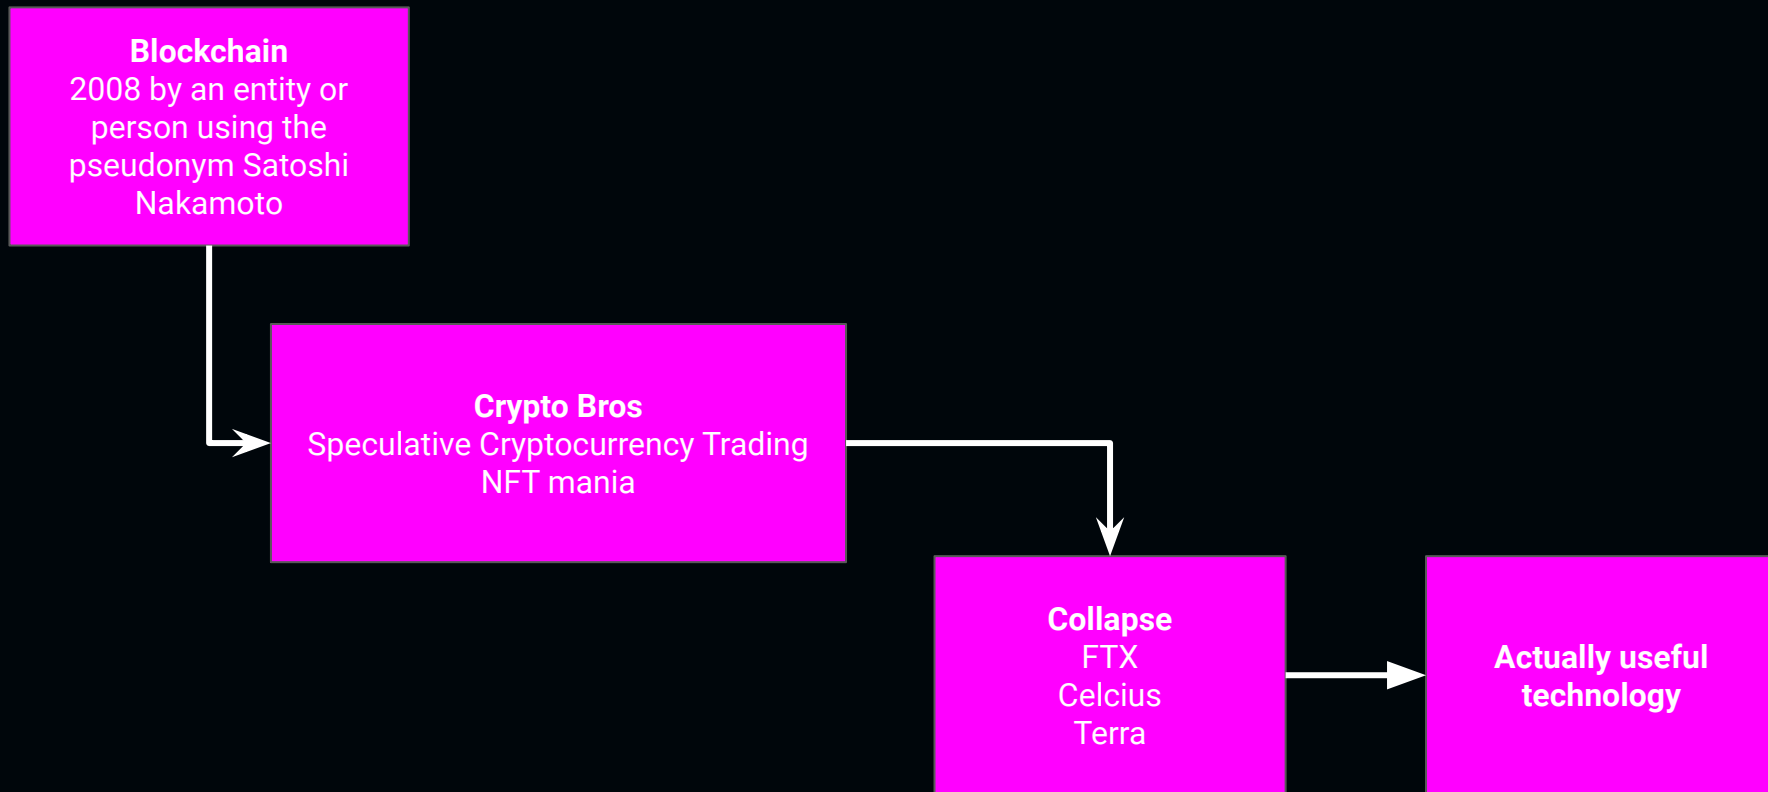 Blockchain
2008 by an entity or
person using the
pseudonym Satoshi
Nakamoto
Crypto Bros
Speculative Cryptocurrency Trading
NFT mania
Collapse
FTX
Celcius
Terra
Actually useful
technology